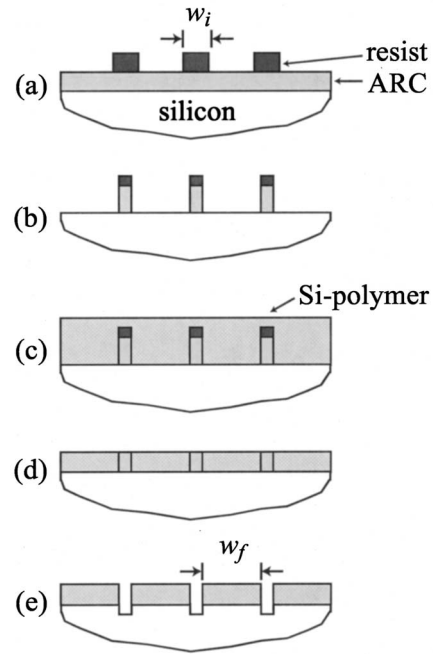 w_i
resist
ARC
(a)
silicon
(b)
Si-polymer
(c)
(d)
w_f
(e)